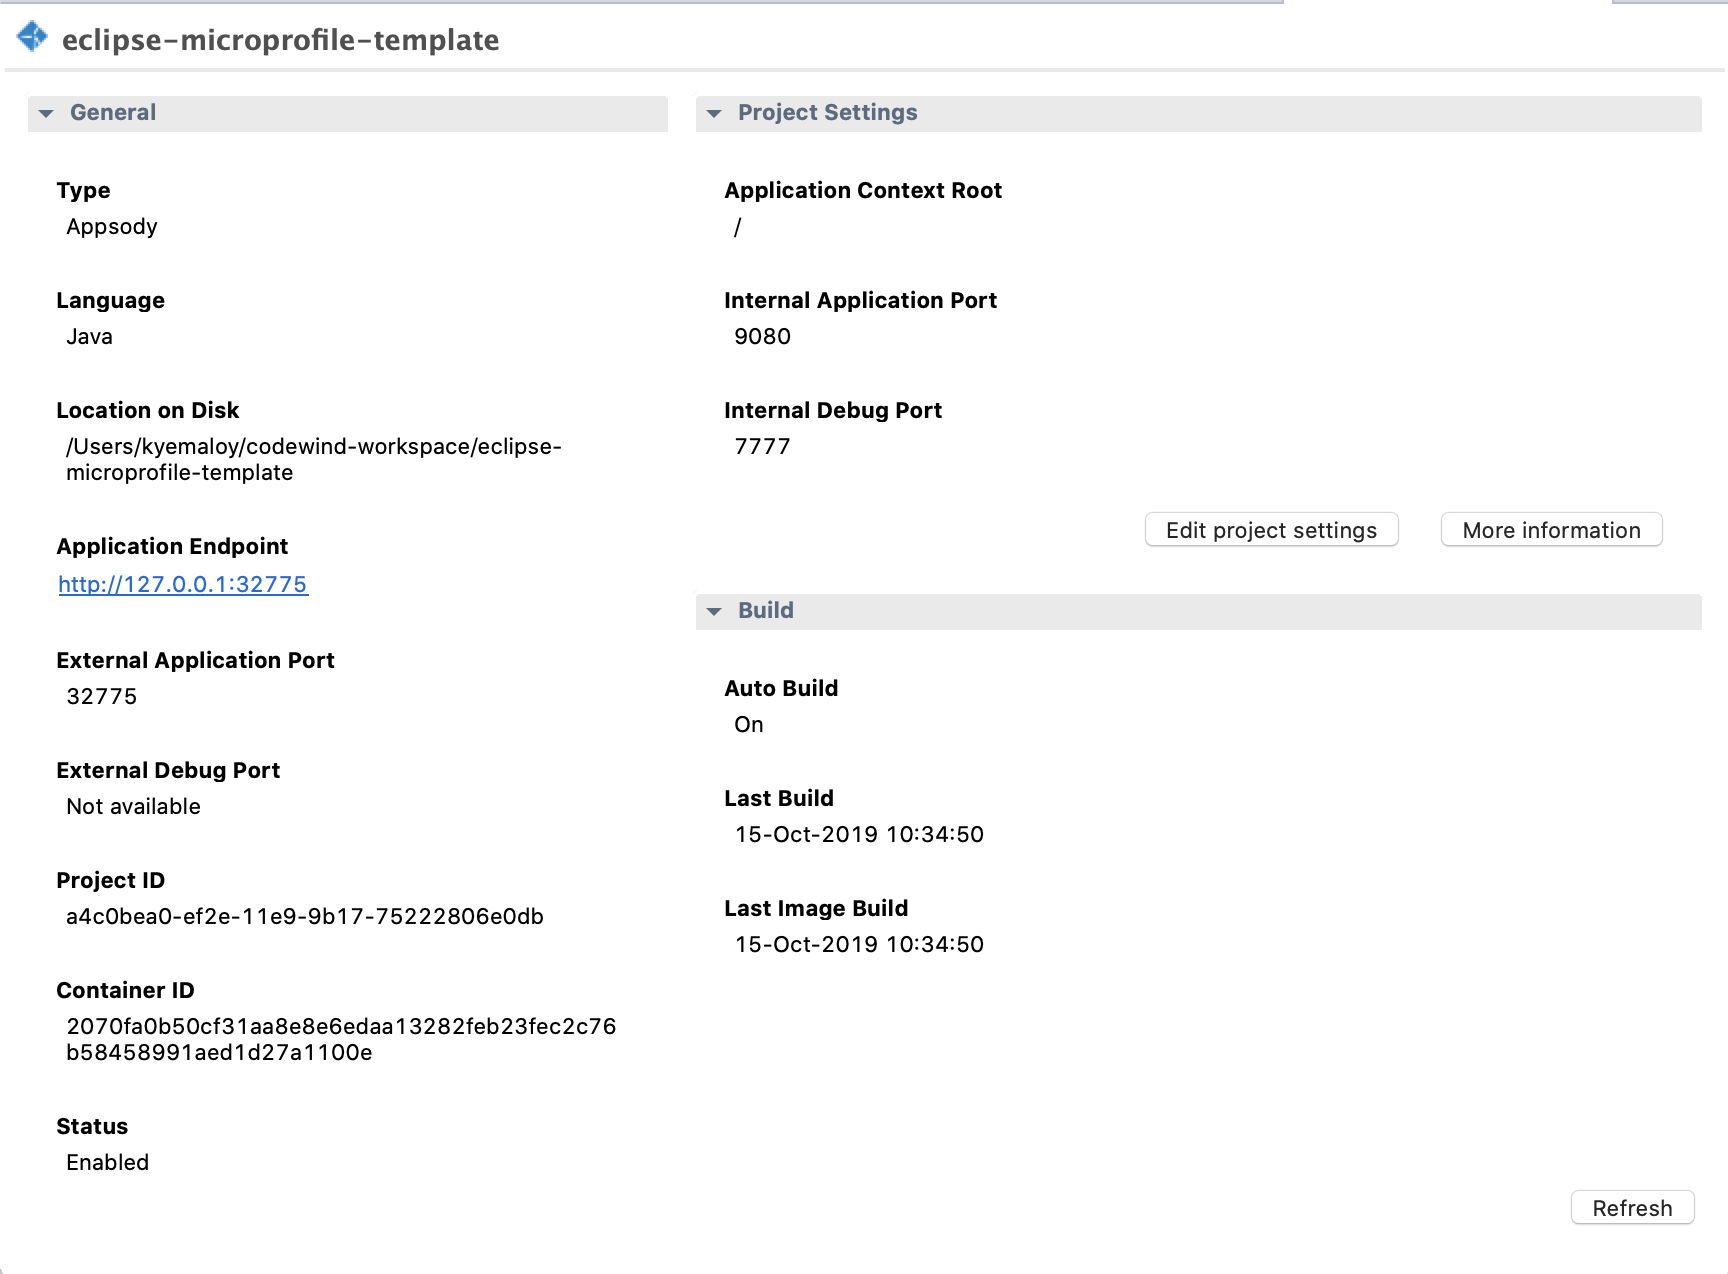 eclipse-microprofile-template
General
Type
Appsody
Language
Java
Location on Disk
/Users/kyemaloy/codewind-workspace/eclipse-
microprofile-template
Application Endpoint
http://127.0.0.1:32775
External Application Port
32775
External Debug Port
Not available
Project ID
a4c0bea0-ef2e-11e9-9b17-75222806e0db
Container ID
2070fa0b50cf31aa8e8e6edaa13282feb23fec2c76
b58458991aed1d27a1100e
Status
Enabled
Project Settings
Application Context Root
/
Internal Application Port
9080
Internal Debug Port
7777
Edit project settings
More information
Build
Auto Build
On
Last Build
15-Oct-2019 10:34:50
Last Image Build
15-Oct-2019 10:34:50
Refresh